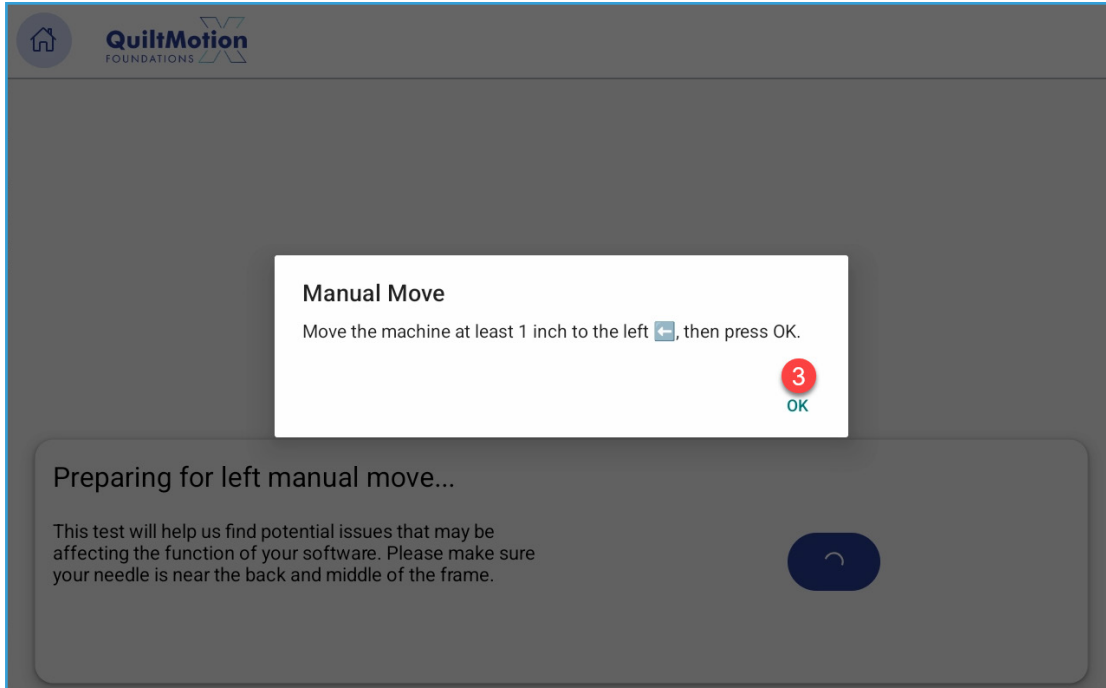 QuiltMotion
FOUNDATIONS
Manual Move
Move the machine at least 1 inch to the left ⬅️, then press OK.
3
OK
Preparing for left manual move...
This test will help us find potential issues that may be
affecting the function of your software. Please make sure
your needle is near the back and middle of the frame.